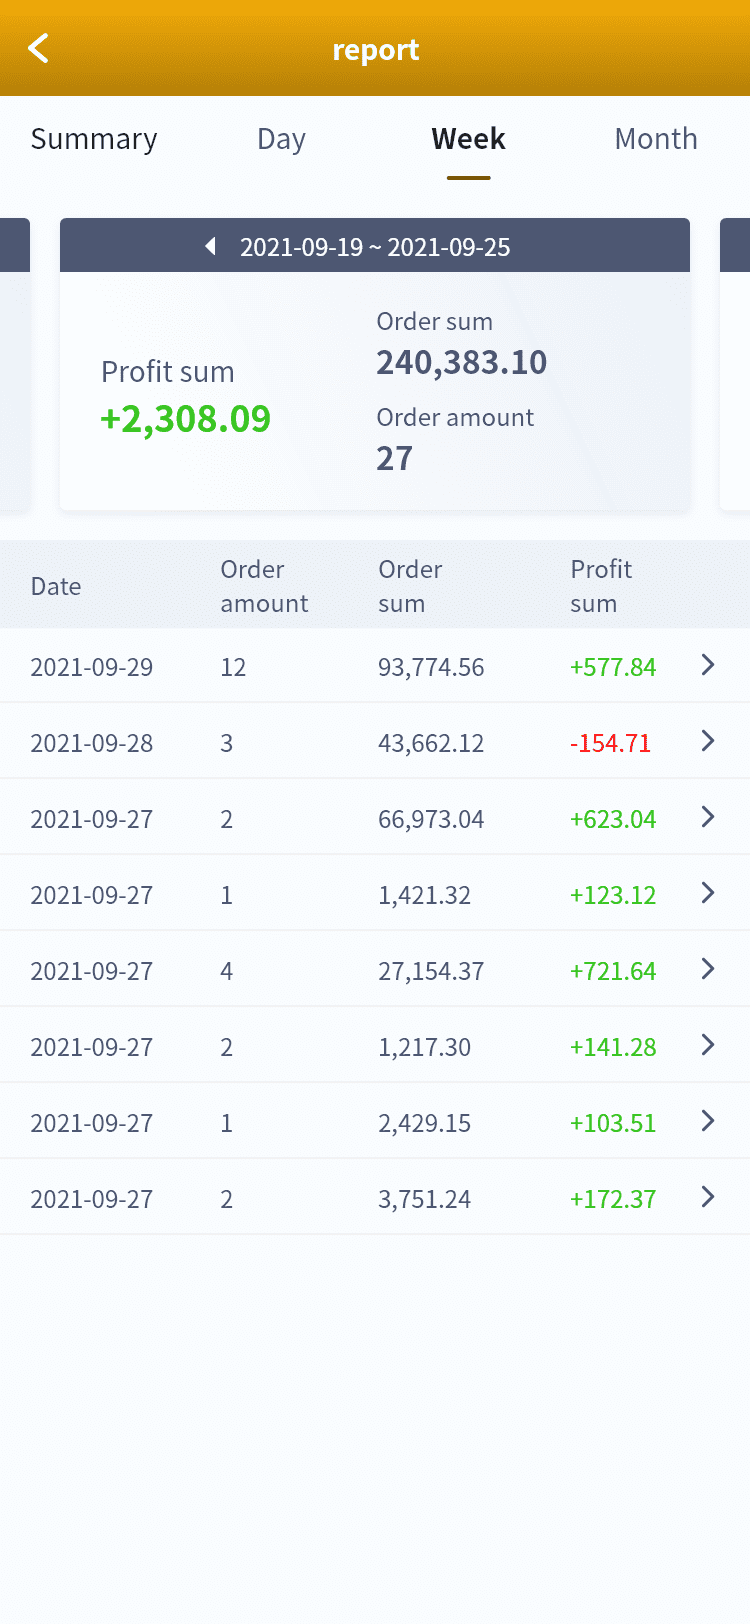 report
Summary Day Week Month
2021-09-19 ~ 2021-09-25
Profit sum
+2,308.09
Order sum
240,383.10
Order amount
27
Date Order amount Order sum Profit sum
2021-09-29 12 93,774.56 +577.84
2021-09-28 3 43,662.12 -154.71
2021-09-27 2 66,973.04 +623.04
2021-09-27 1 1,421.32 +123.12
2021-09-27 4 27,154.37 +721.64
2021-09-27 2 1,217.30 +141.28
2021-09-27 1 2,429.15 +103.51
2021-09-27 2 3,751.24 +172.37